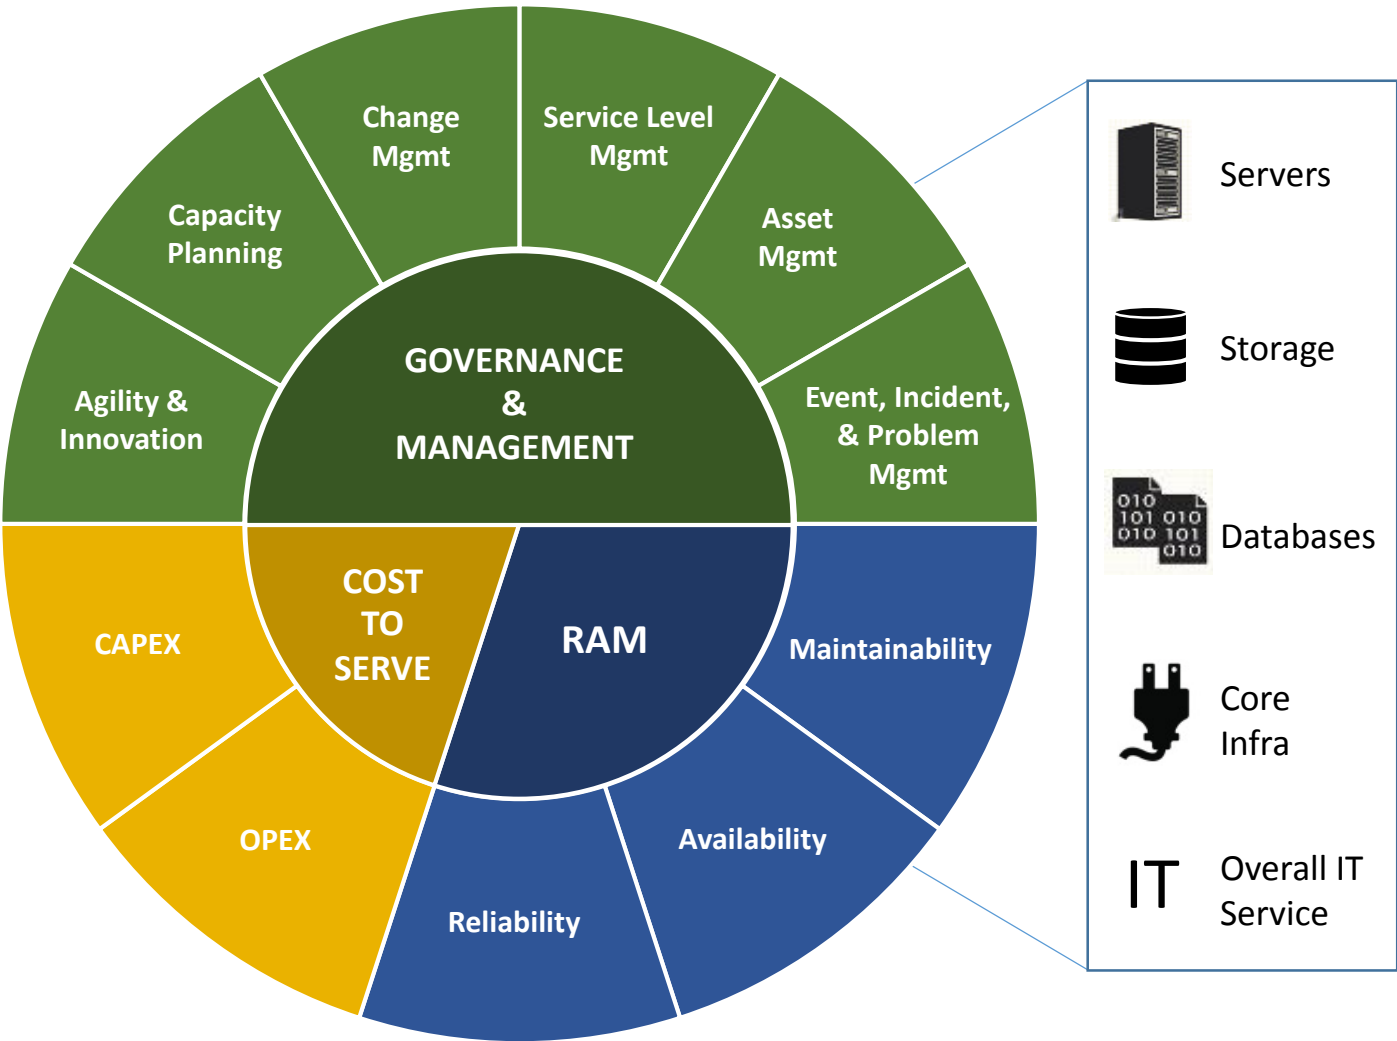 Change
Mgmt
Service Level
Mgmt
Capacity
Planning
Asset
Mgmt
Agility &
Innovation
Event, Incident,
& Problem
Mgmt
GOVERNANCE
&
MANAGEMENT
COST
TO
SERVE
RAM
CAPEX
OPEX
Reliability
Availability
Maintainability
Servers
Storage
010
101
010
010
101
010
Databases
Core
Infra
IT
Overall IT
Service